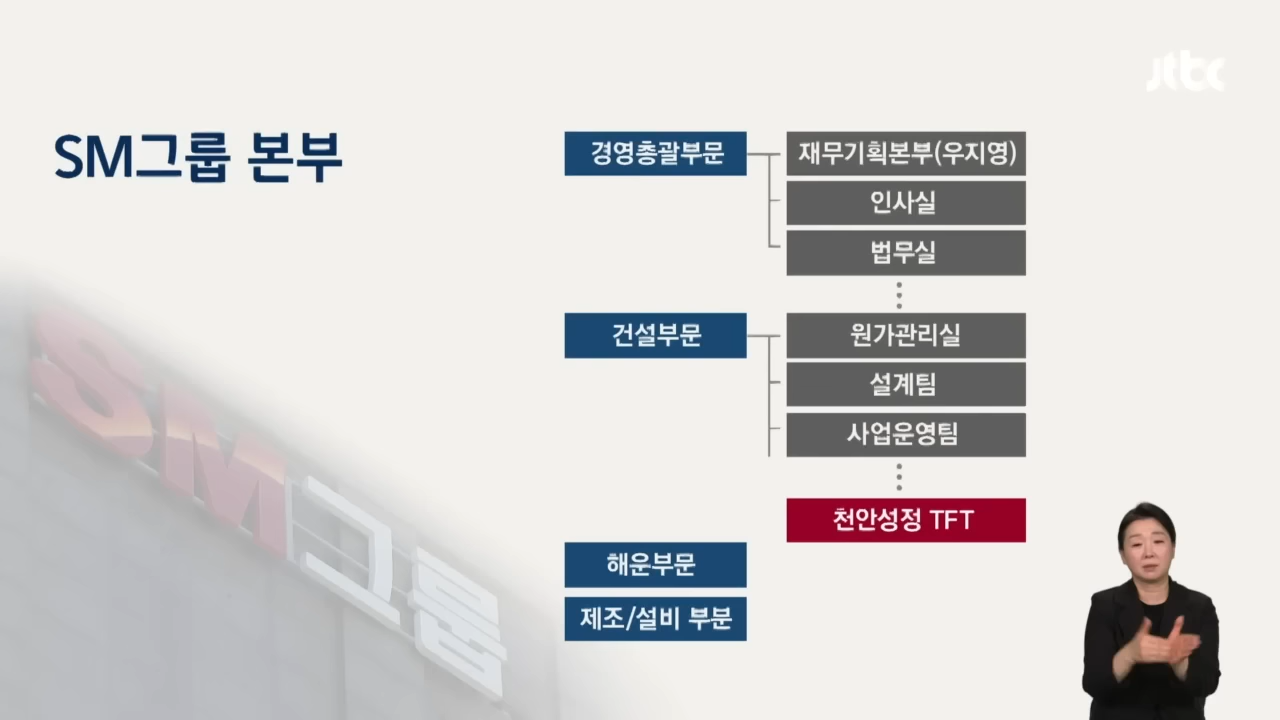 jtbc
SM그룹 본부
경영총괄부문
재무기획본부(우지영)
인사실
법무실
건설부문
원가관리실
설계팀
사업운영팀
천안성정 TFT
해운부문
제조/설비 부분
SM그룹